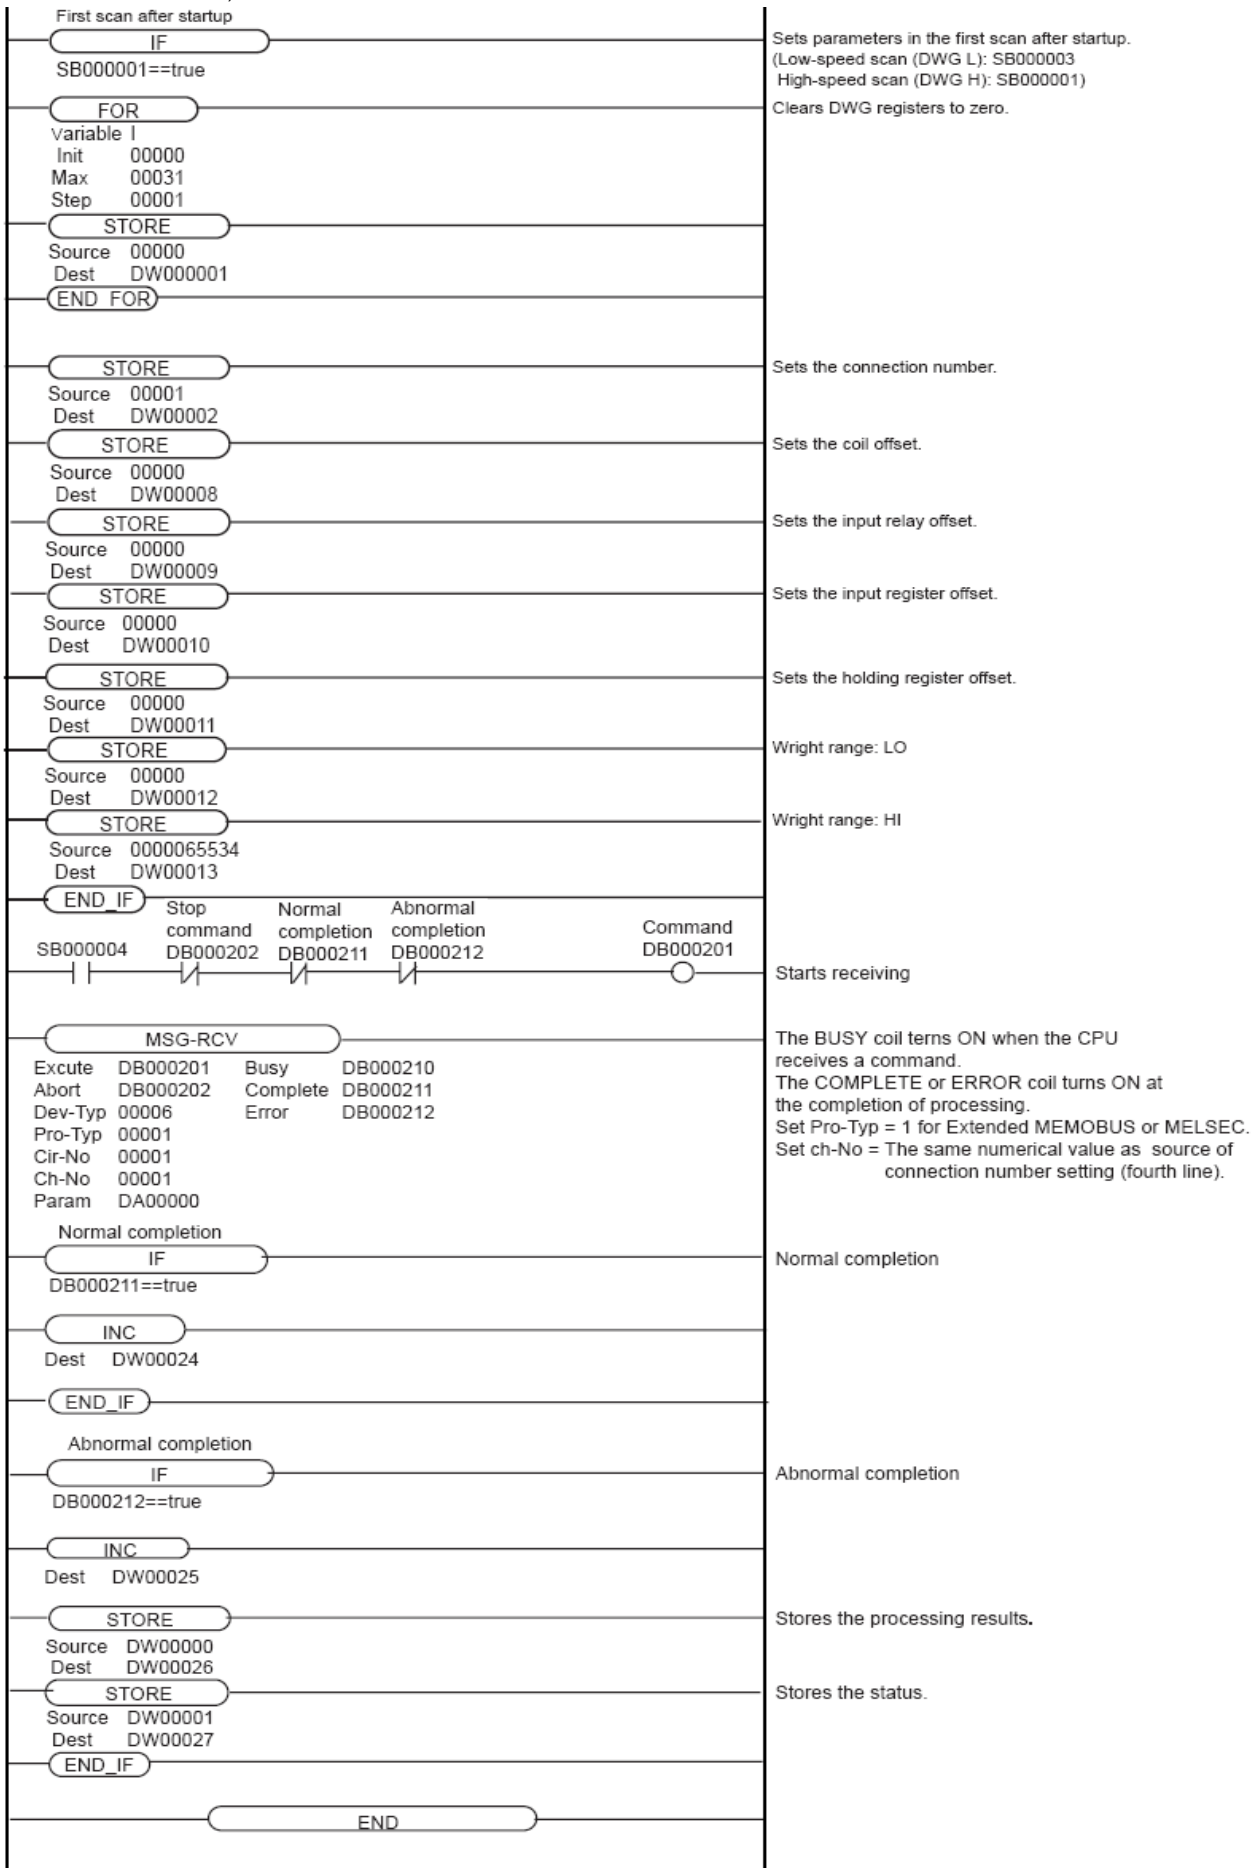 First scan after startup
IF
SB000001==true
Sets parameters in the first scan after startup.
(Low-speed scan (DWG L): SB000003
High-speed scan (DWG H): SB000001)
FOR
Clears DWG registers to zero.
Variable I
Init 00000
Max 00031
Step 00001
STORE
Source 00000
Dest DW000001
END_FOR
STORE
Sets the connection number.
Source 00001
Dest DW00002
STORE
Sets the coil offset.
Source 00000
Dest DW00008
STORE
Sets the input relay offset.
Source 00000
Dest DW00009
STORE
Sets the input register offset.
Source 00000
Dest DW00010
STORE
Sets the holding register offset.
Source 00000
Dest DW00011
STORE
Wright range: LO
Source 00000
Dest DW00012
STORE
Wright range: HI
Source 0000065534
Dest DW00013
END_IF
SB000004
Stop
command
DB000202
Normal
completion
DB000211
Abnormal
completion
DB000212
Command
DB000201
Starts receiving
MSG-RCV
Excute DB000201 Busy DB000210
Abort DB000202 Complete DB000211
Dev-Typ 00006 Error DB000212
Pro-Typ 00001
Cir-No 00001
Ch-No 00001
Param DA00000
The BUSY coil terns ON when the CPU
receives a command.
The COMPLETE or ERROR coil turns ON at
the completion of processing.
Set Pro-Typ = 1 for Extended MEMOBUS or MELSEC.
Set ch-No = The same numerical value as source of
connection number setting (fourth line).
Normal completion
IF
DB000211==true
Normal completion
INC
Dest DW00024
END_IF
Abnormal completion
IF
DB000212==true
Abnormal completion
INC
Dest DW00025
STORE
Stores the processing results.
Source DW00000
Dest DW00026
STORE
Stores the status.
Source DW00001
Dest DW00027
END_IF
END